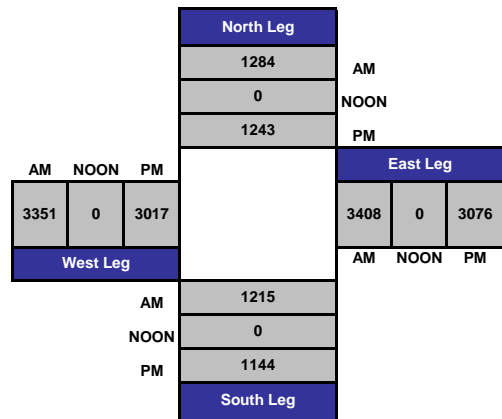 North Leg
1284 AM
0 NOON
1243 PM
AM NOON PM East Leg
3351 0 3017 3408 0 3076
West Leg AM NOON PM
AM 1215
NOON 0
PM 1144
South Leg